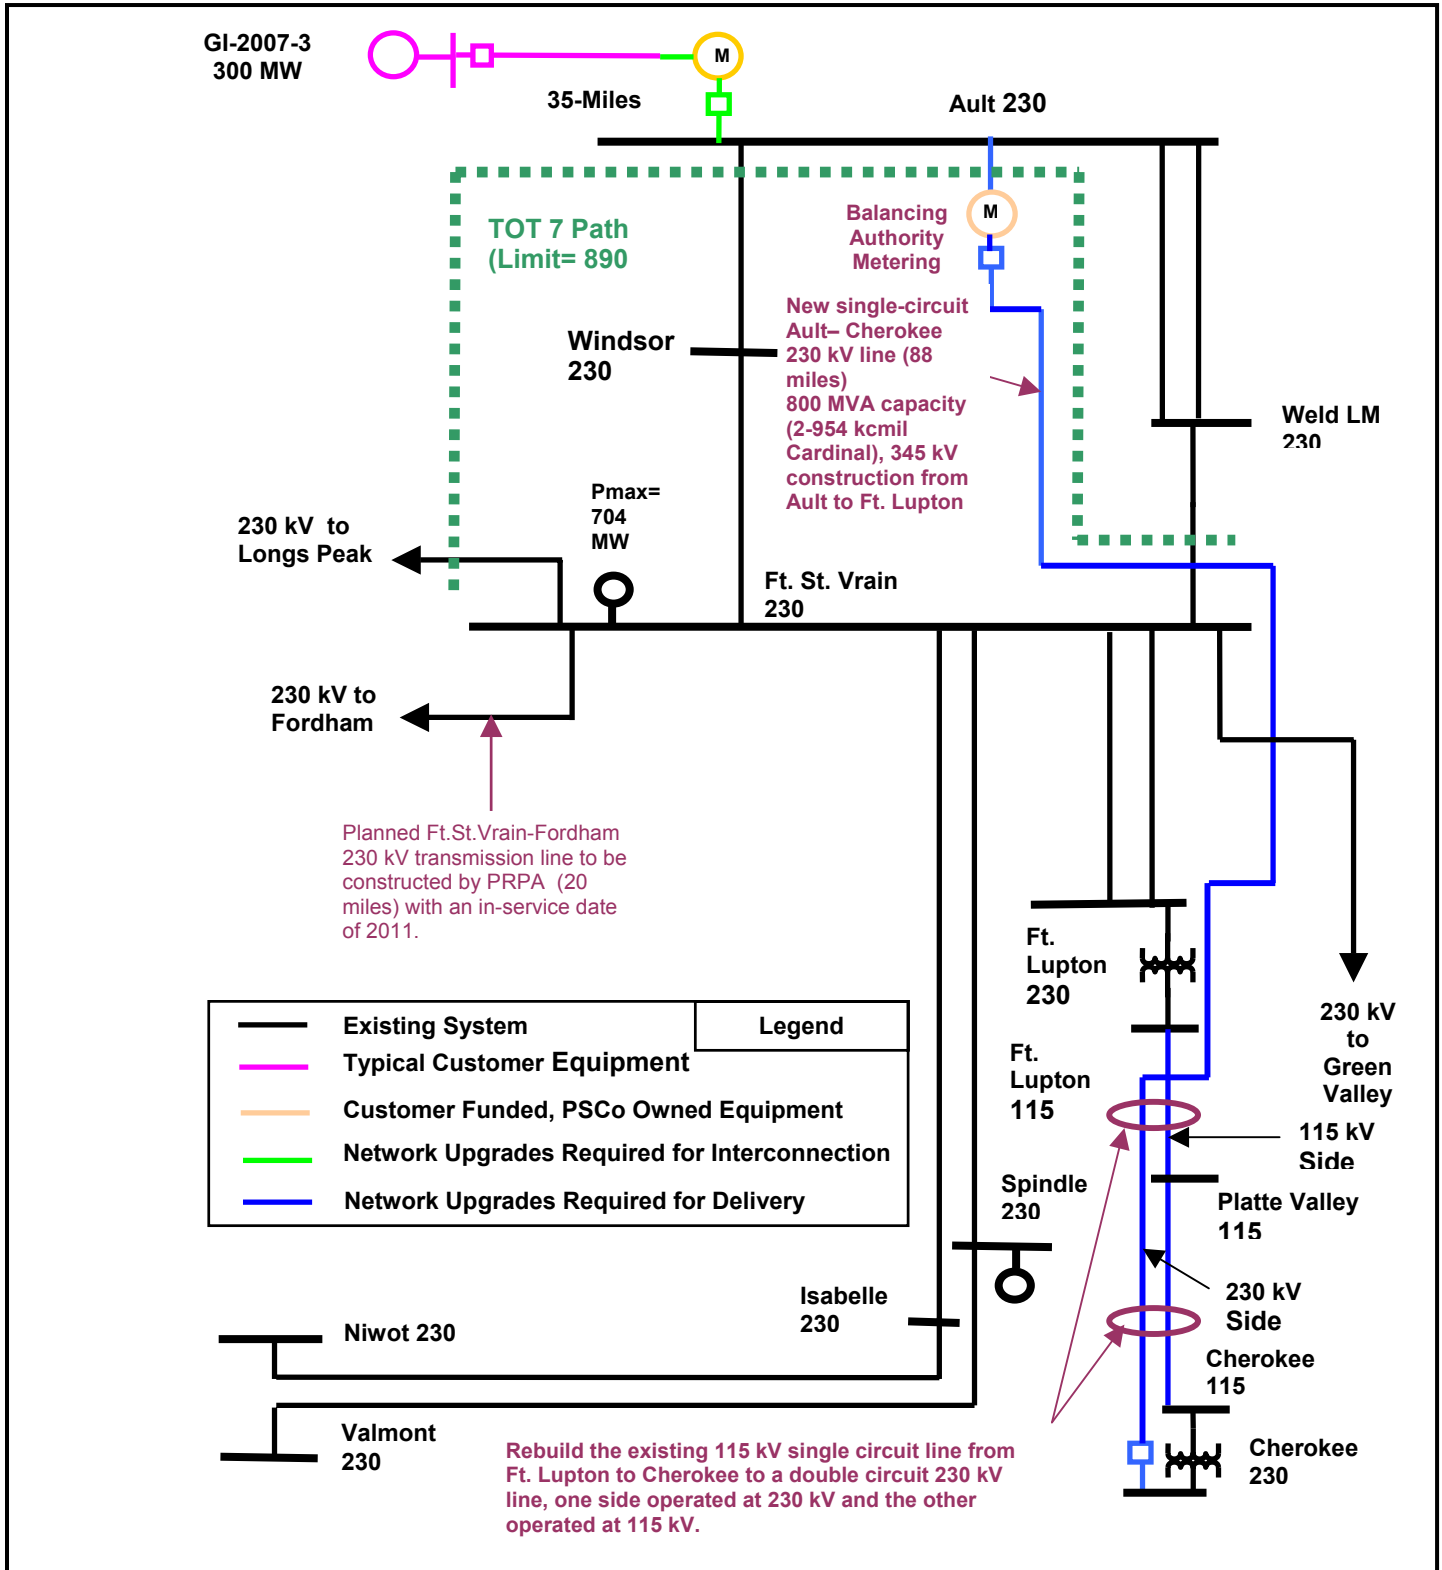 GI-2007-3
300 MW
M
35-Miles
Ault 230
TOT 7 Path
(Limit= 890
Balancing
Authority
Metering
M
New single-circuit
Ault– Cherokee
230 kV line (88
miles)
800 MVA capacity
(2-954 kcmil
Cardinal), 345 kV
construction from
Ault to Ft. Lupton
Windsor
230
Weld LM
230
Pmax=
704
MW
230 kV to
Longs Peak
Ft. St. Vrain
230
230 kV to
Fordham
Planned Ft.St.Vrain-Fordham
230 kV transmission line to be
constructed by PRPA (20
miles) with an in-service date
of 2011.
Ft.
Lupton
230
230 kV
to
Green
Valley
Legend
Existing System
Typical Customer Equipment
Customer Funded, PSCo Owned Equipment
Network Upgrades Required for Interconnection
Network Upgrades Required for Delivery
Ft.
Lupton
115
115 kV
Side
Spindle
230
Platte Valley
115
Isabelle
230
230 kV
Side
Niwot 230
Cherokee
115
Valmont
230
Cherokee
230
Rebuild the existing 115 kV single circuit line from
Ft. Lupton to Cherokee to a double circuit 230 kV
line, one side operated at 230 kV and the other
operated at 115 kV.